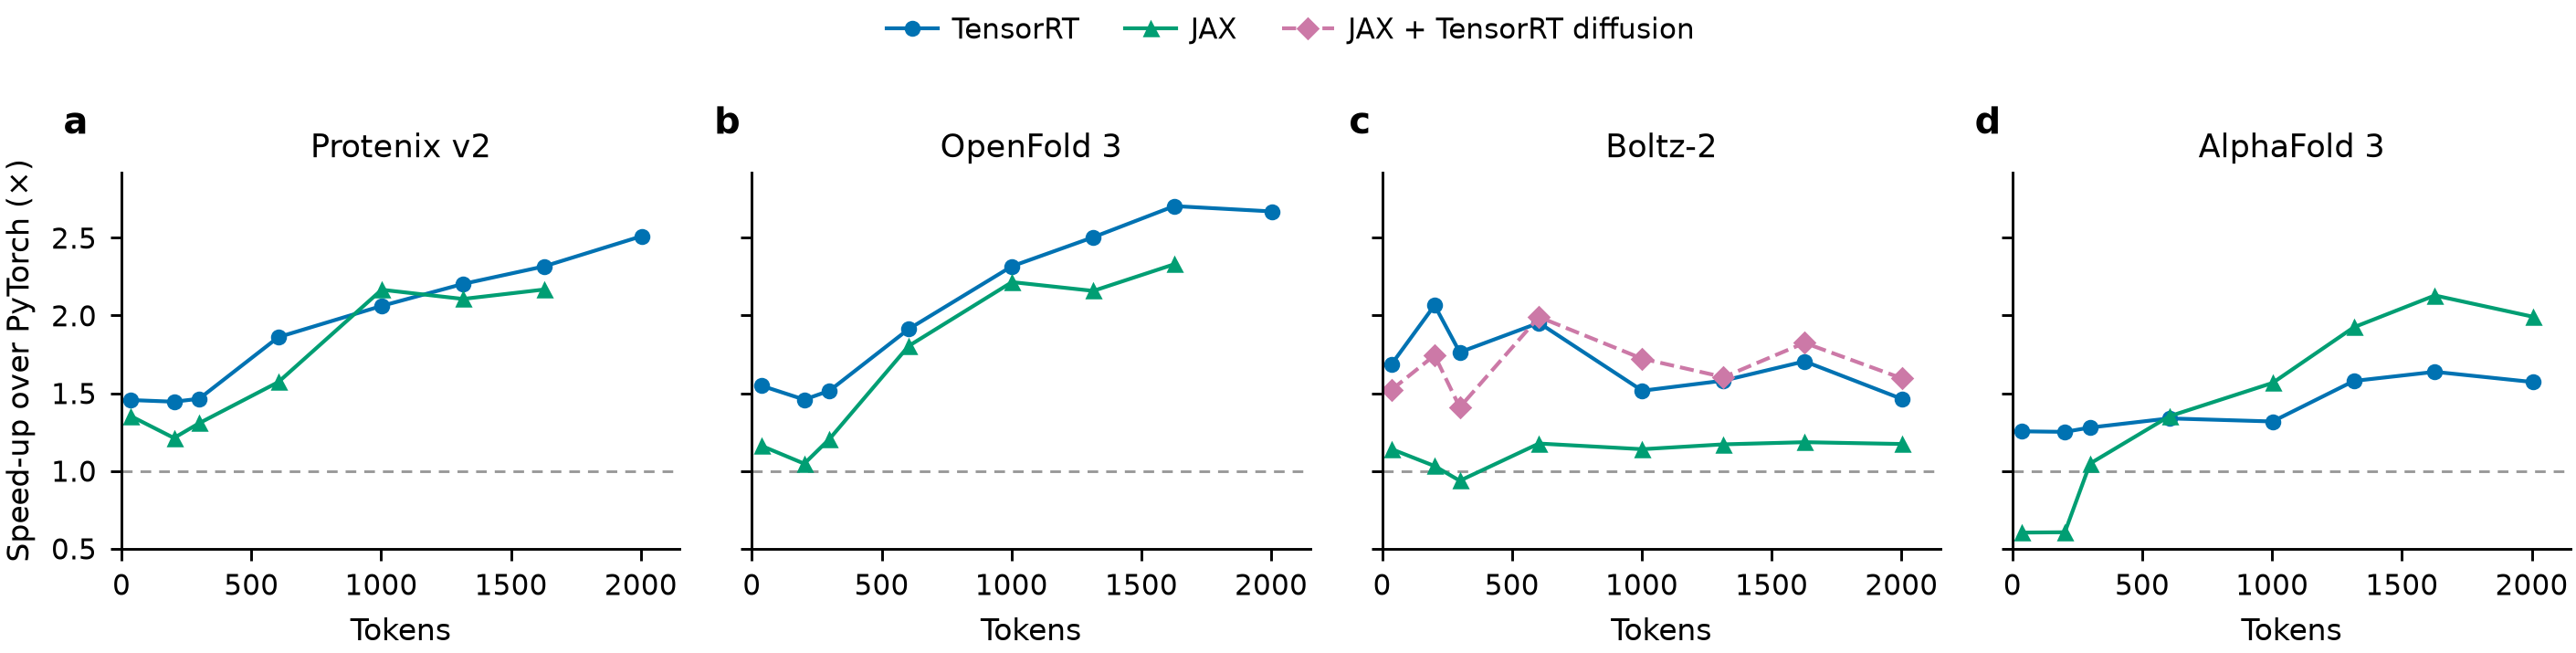 TensorRT JAX JAX + TensorRT diffusion
a Protenix v2
b OpenFold 3
c Boltz-2
d AlphaFold 3
Speed-up over PyTorch (×)
2.5
2.0
1.5
1.0
0.5
0 500 1000 1500 2000
0 500 1000 1500 2000
0 500 1000 1500 2000
0 500 1000 1500 2000
Tokens
Tokens
Tokens
Tokens